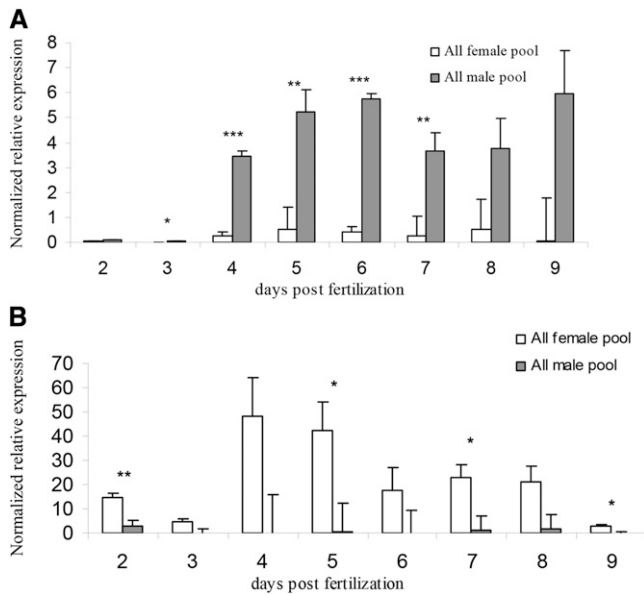 A
Normalized relative expression
8
7
6
5
4
3
2
1
0
All female pool
All male pool
*
***
**
***
**
2 3 4 5 6 7 8 9
days post fertilization
B
Normalized relative expression
70
60
50
40
30
20
10
0
All female pool
All male pool
**
*
*
*
2 3 4 5 6 7 8 9
days post fertilization